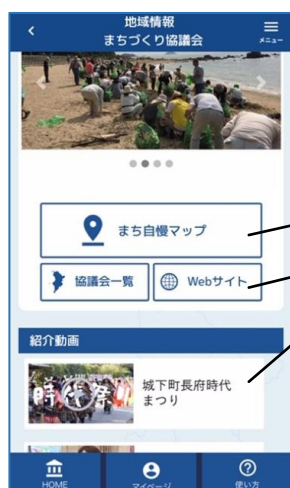 地域情報
まちづくり協議会
メニュー
まち自慢マップ
協議会一覧
Webサイト
紹介動画
時代祭
城下町長府時代
まつり
HOME
マイページ
使い方